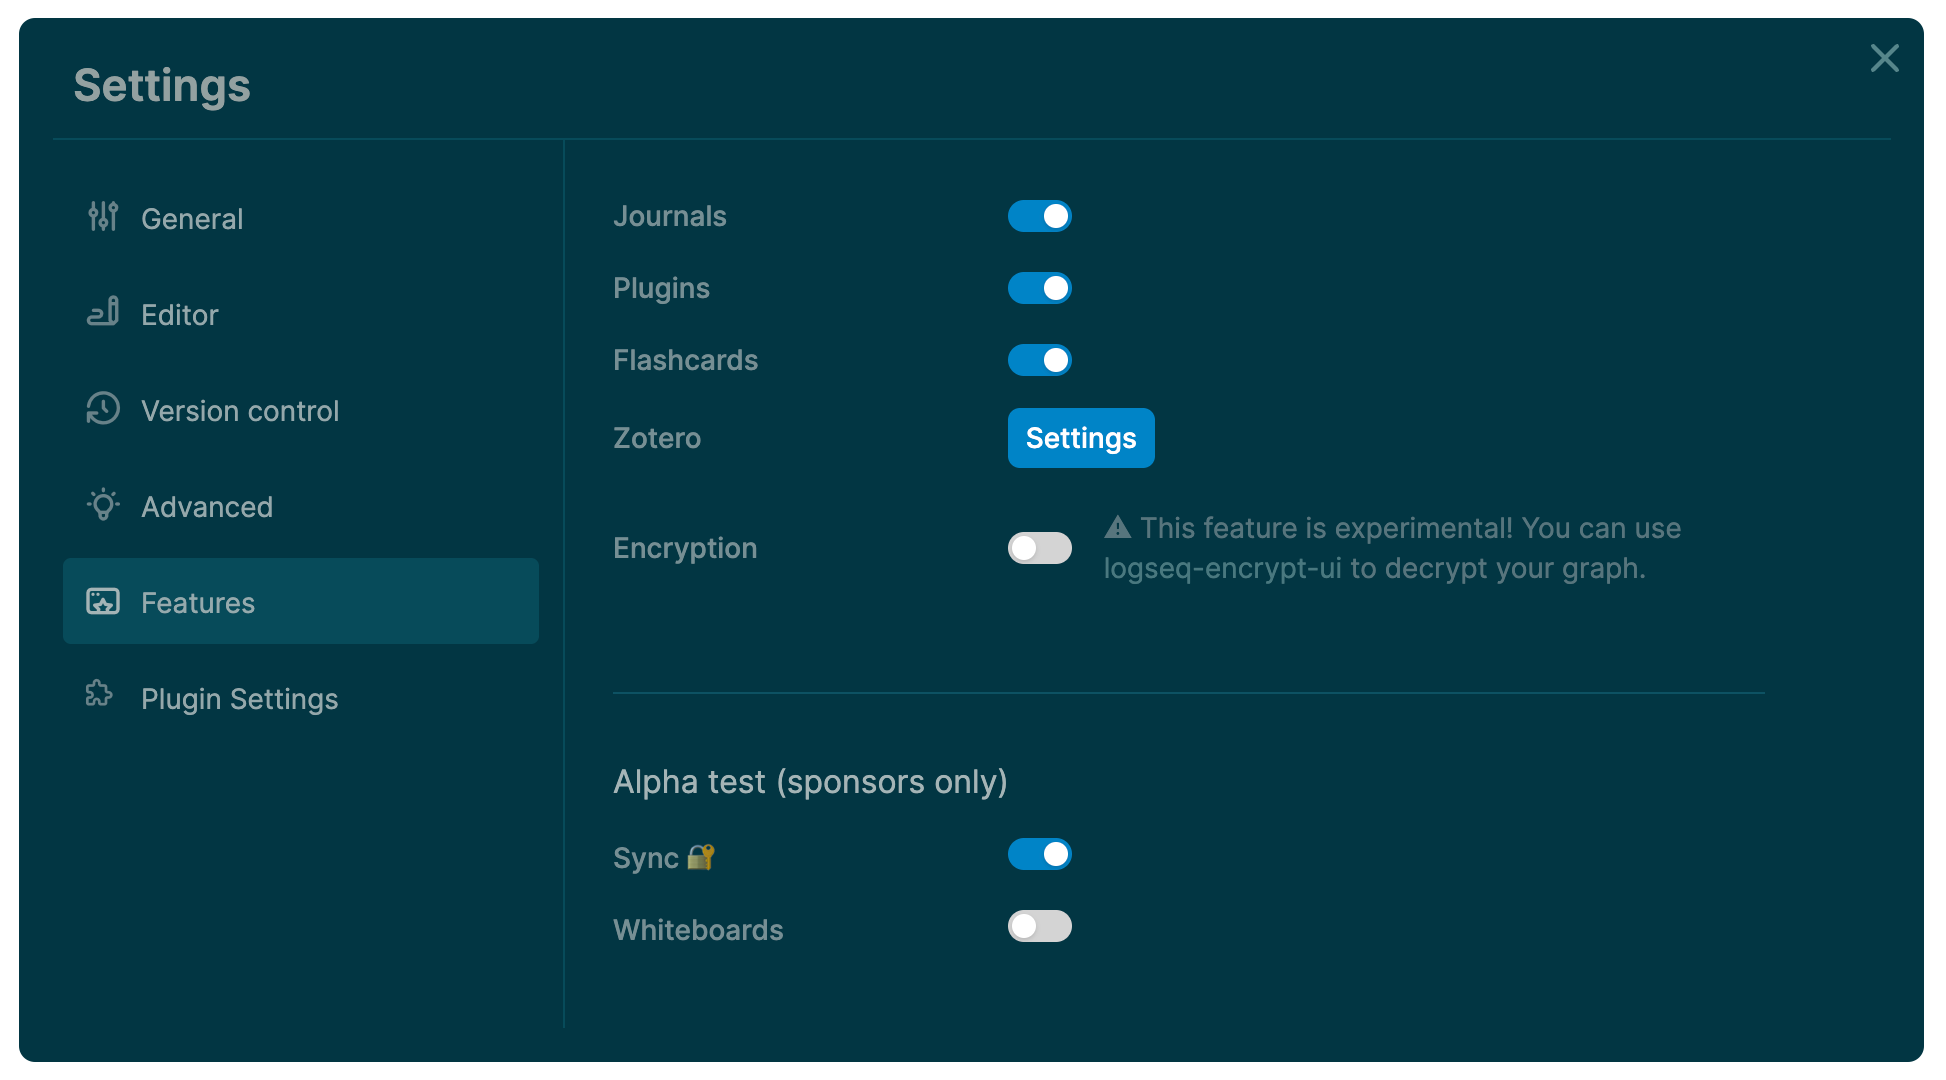 Settings
General
Editor
Version control
Advanced
Features
Plugin Settings
Journals
Plugins
Flashcards
Zotero
Settings
Encryption
⚠ This feature is experimental! You can use
logseq-encrypt-ui to decrypt your graph.
Alpha test (sponsors only)
Sync 🔐
Whiteboards